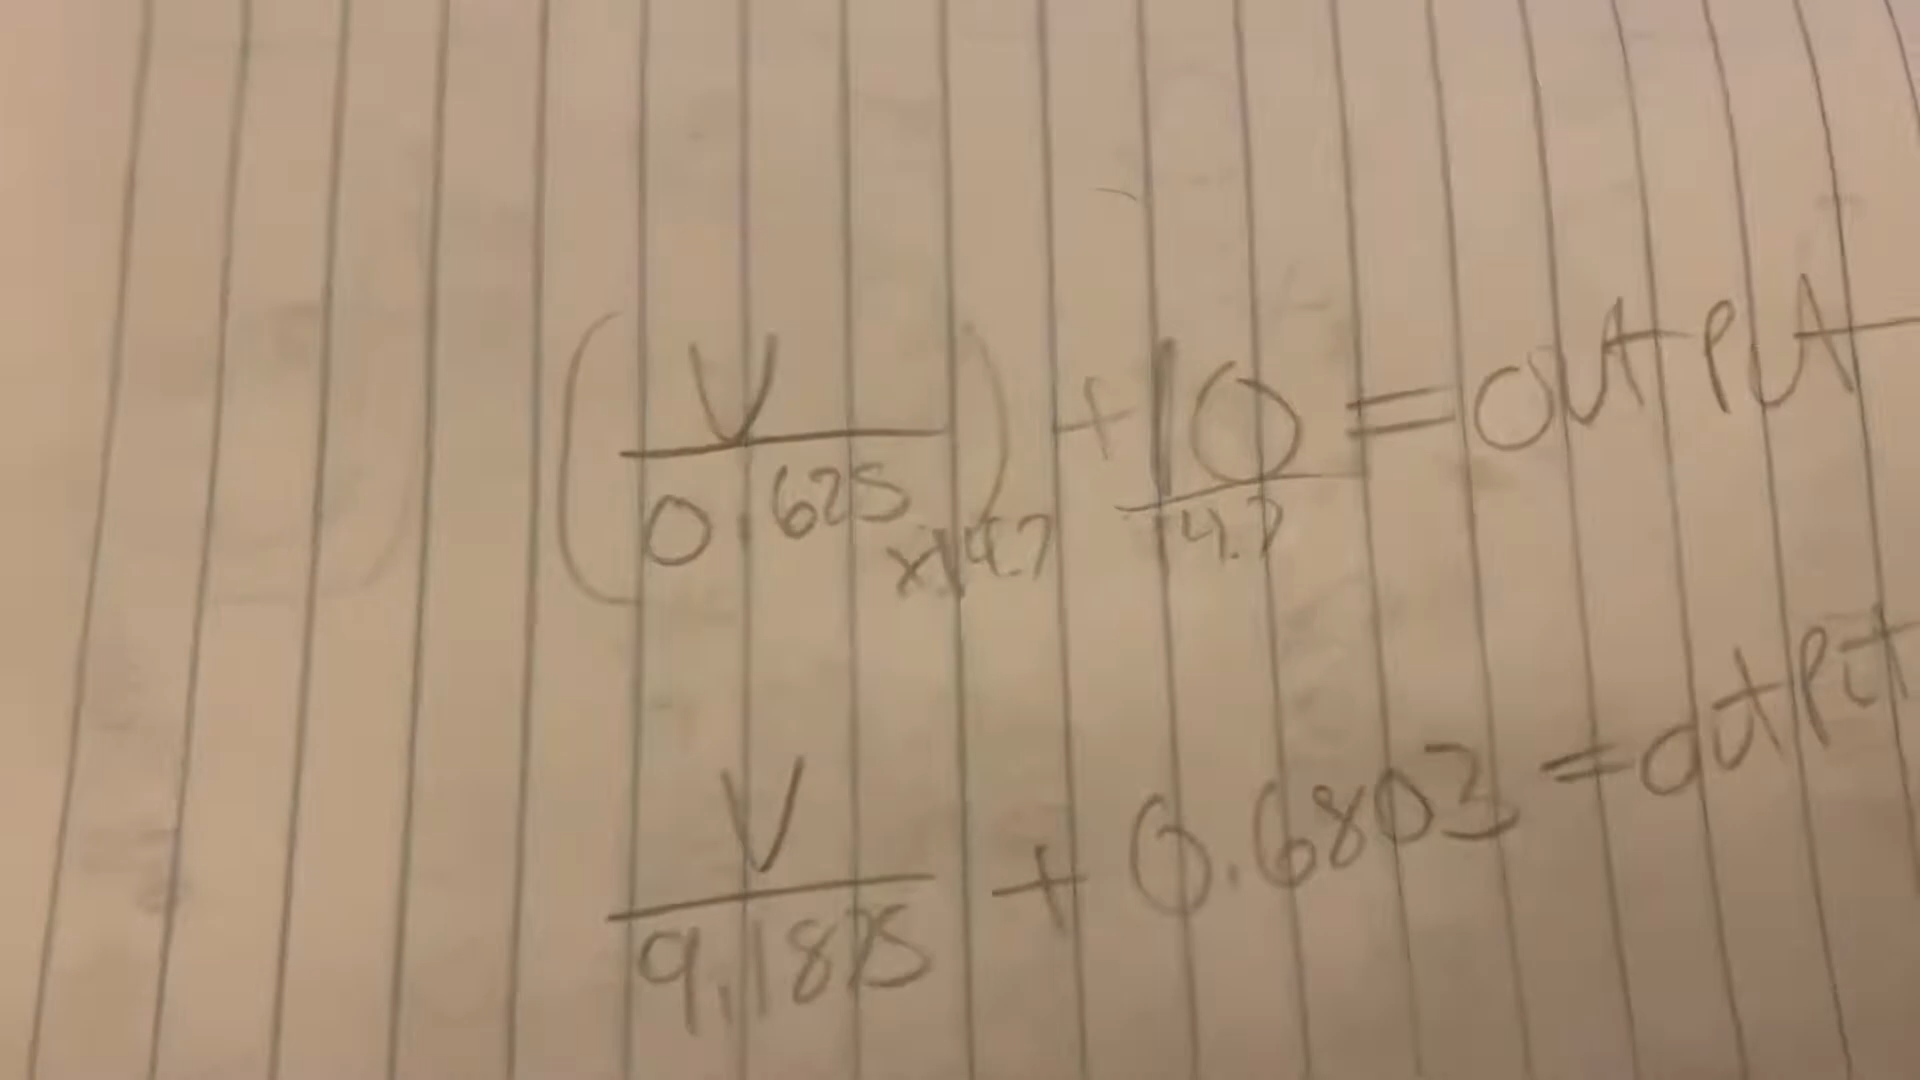 (V / 0.625 x14.7) + 10 / 14.7 = output
V / 9.1875 + 0.6803 = output